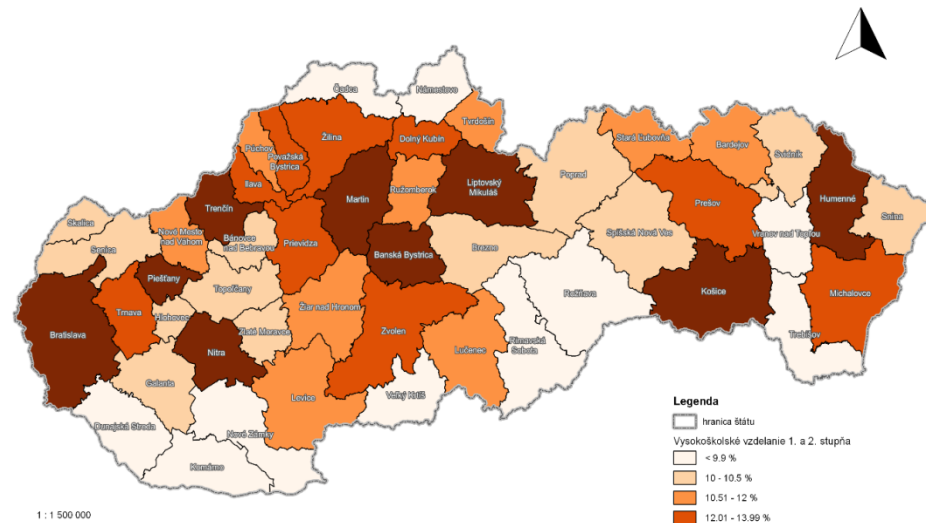 Čadca
Námestovo
Tvrdošín
Žilina
Dolný Kubín
Púchov
Považská
Bystrica
Ilava
Stará Ľubovňa
Bardejov
Svidník
Poprad
Ružomberok
Liptovský
Mikuláš
Martin
Trenčín
Prešov
Humenné
Snina
Skalica
Nové Mesto
nad Váhom
Bánovce
nad Bebravou
Prievidza
Spišská Nová Ves
Vranov nad Topľou
Senica
Banská Bystrica
Brezno
Piešťany
Topoľčany
Rožňava
Košice
Michalovce
Žiar nad Hronom
Trnava
Hlohovec
Zlaté Moravce
Bratislava
Zvolen
Nitra
Lučenec
Rimavská
Sobota
Trebišov
Galanta
Levice
Veľký Krtíš
Dunajská Streda
Nové Zámky
Komárno
Legenda
hranica štátu
Vysokoškolské vzdelanie 1. a 2. stupňa
< 9.9 %
10 - 10.5 %
10.51 - 12 %
12.01 - 13.99 %
1 : 1 500 000